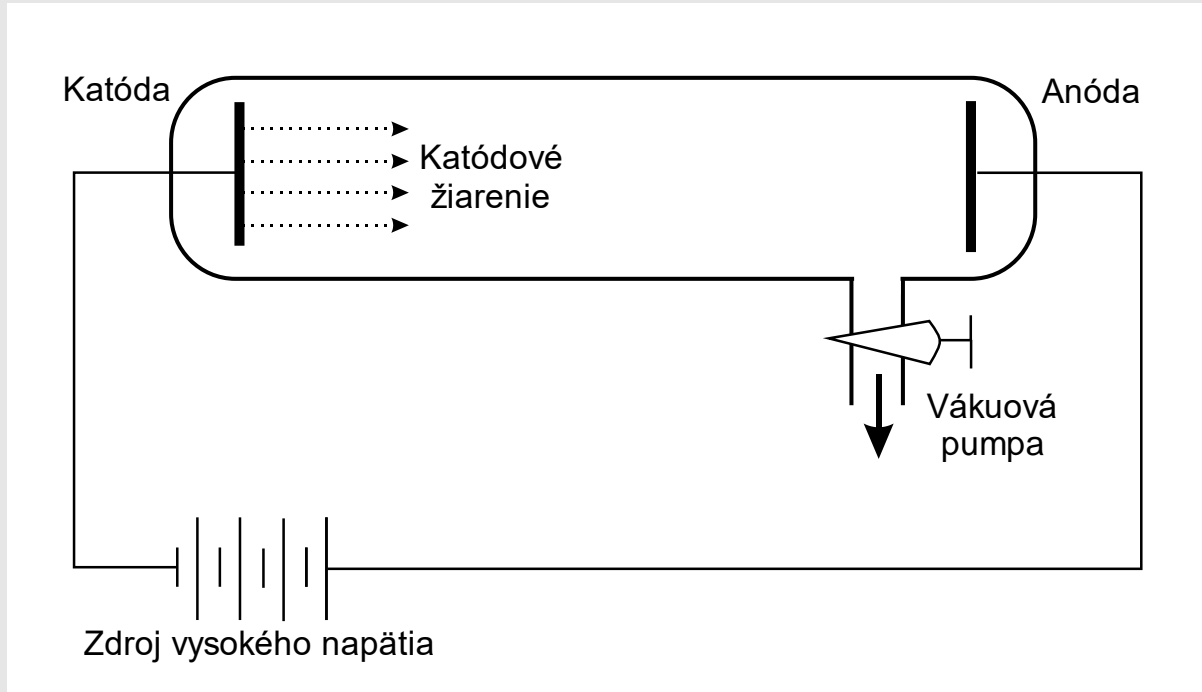 Katóda
Anóda
Katódové
žiarenie
Vákuová
pumpa
Zdroj vysokého napätia